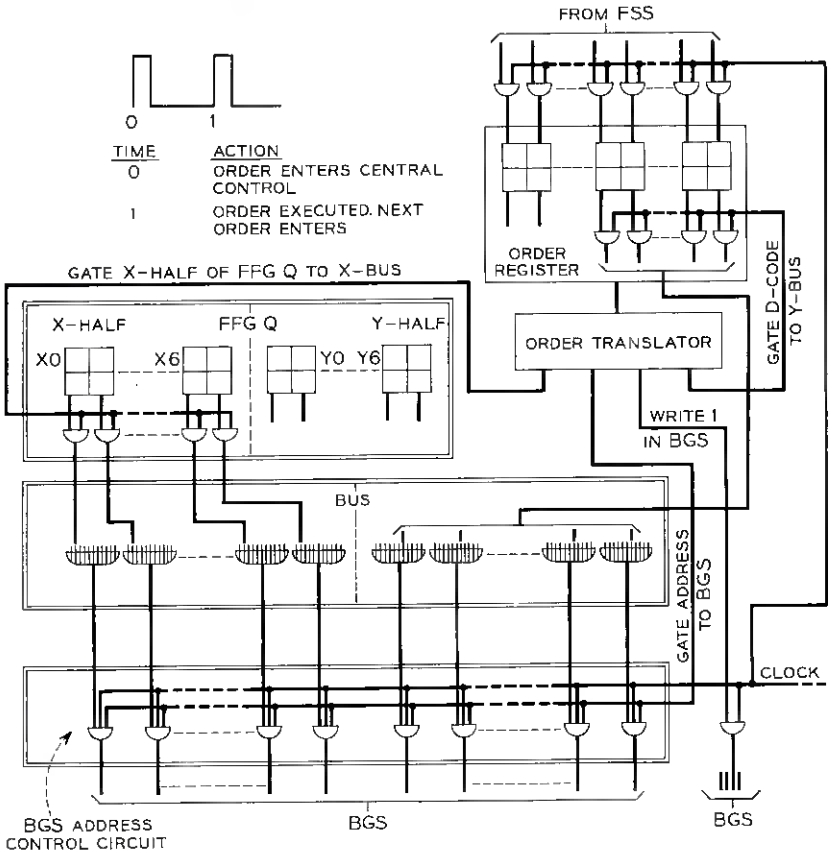 FROM FSS
0 1
TIME ACTION
0 ORDER ENTERS CENTRAL
CONTROL
1 ORDER EXECUTED. NEXT
ORDER ENTERS
ORDER
REGISTER
GATE D-CODE
TO Y-BUS
GATE X-HALF OF FFG Q TO X-BUS
X-HALF FFG Q Y-HALF
X0 X6 Y0 Y6
ORDER TRANSLATOR
WRITE 1
IN BGS
BUS
GATE ADDRESS
TO BGS
CLOCK
BGS ADDRESS
CONTROL CIRCUIT
BGS
BGS